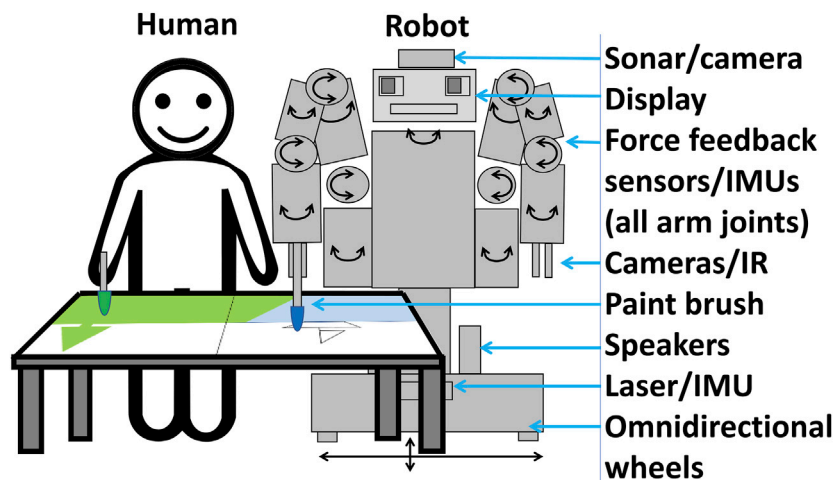 Human
Robot
Sonar/camera
Display
Force feedback
sensors/IMUs
(all arm joints)
Cameras/IR
Paint brush
Speakers
Laser/IMU
Omnidirectional
wheels